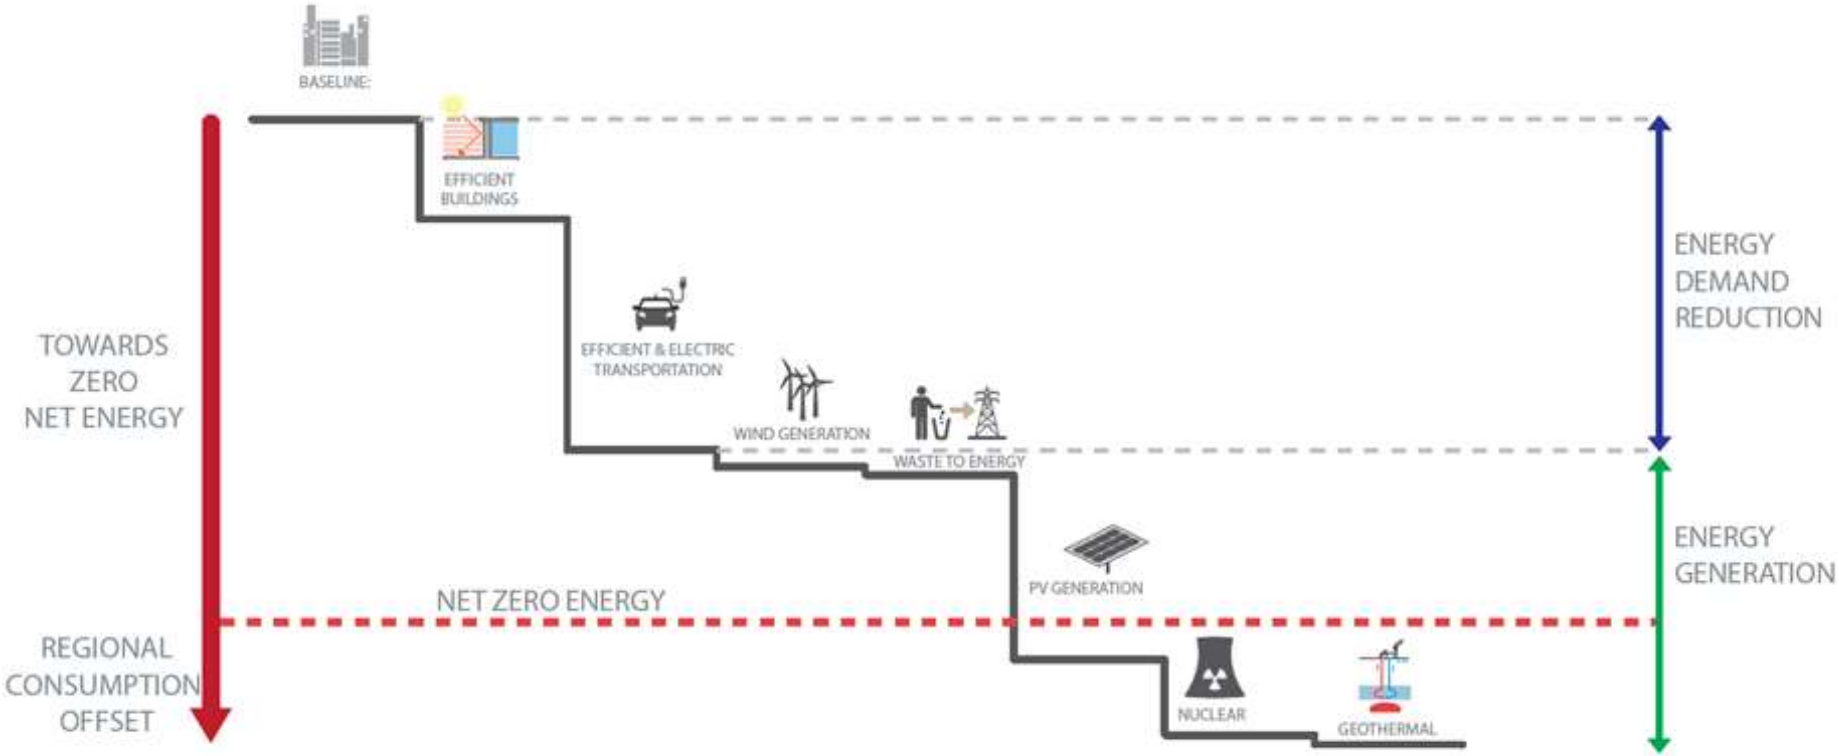 BASELINE:
EFFICIENT
BUILDINGS
ENERGY
DEMAND
REDUCTION
TOWARDS
ZERO
NET ENERGY
EFFICIENT & ELECTRIC
TRANSPORTATION
WIND GENERATION
WASTE TO ENERGY
ENERGY
GENERATION
PV GENERATION
NET ZERO ENERGY
REGIONAL
CONSUMPTION
OFFSET
NUCLEAR
GEOTHERMAL